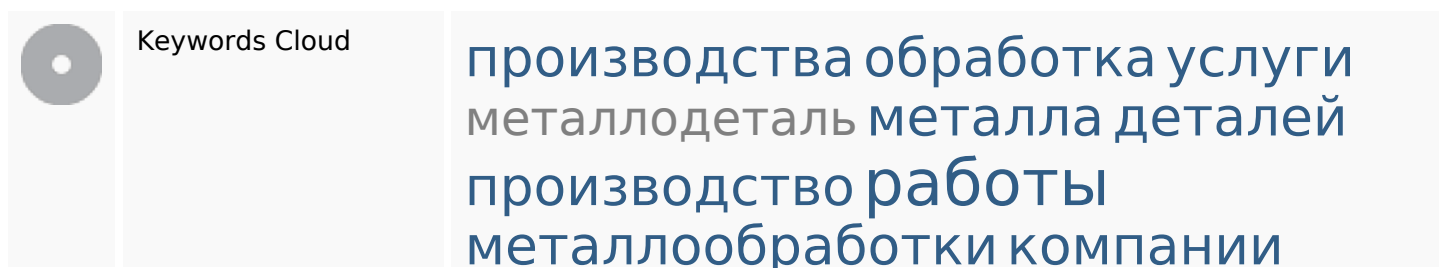 Keywords Cloud
производства обработка услуги
металлодеталь металла деталей
производство работы
металлообработки компании